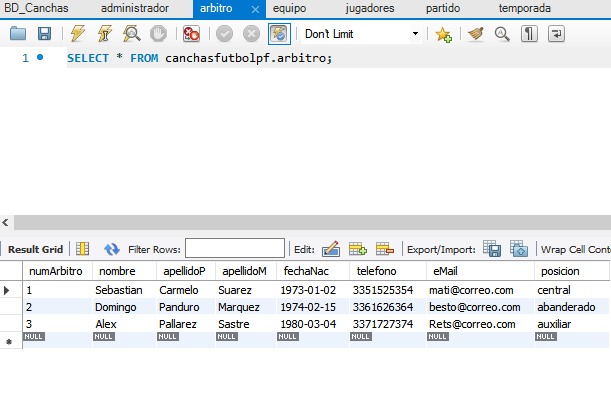 BD_Canchas administrador arbitro × equipo jugadores partido temporada
Don't Limit
1 SELECT * FROM canchasfutbolpf.arbitro;
Result Grid Filter Rows: Edit: Export/Import: Wrap Cell Conte
numArbitro nombre apellidoP apellidoM fechaNac telefono eMail posicion
1 Sebastian Carmelo Suarez 1973-01-02 3351525354 mati@correo.com central
2 Domingo Panduro Marquez 1974-02-15 3361626364 besto@correo.com abanderado
3 Alex Pallarez Sastre 1980-03-04 3371727374 Rets@correo.com auxiliar
NULL NULL NULL NULL NULL NULL NULL NULL